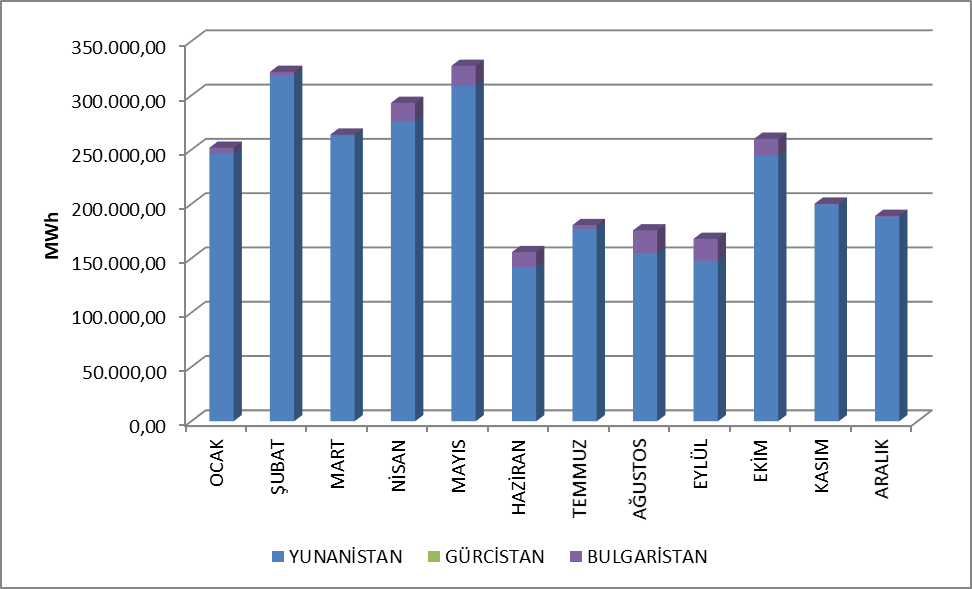 350.000,00
300.000,00
250.000,00
200.000,00
150.000,00
100.000,00
50.000,00
0,00
MWh
OCAK
ŞUBAT
MART
NİSAN
MAYIS
HAZİRAN
TEMMUZ
AĞUSTOS
EYLÜL
EKİM
KASIM
ARALIK
YUNANİSTAN GÜRCİSTAN BULGARİSTAN